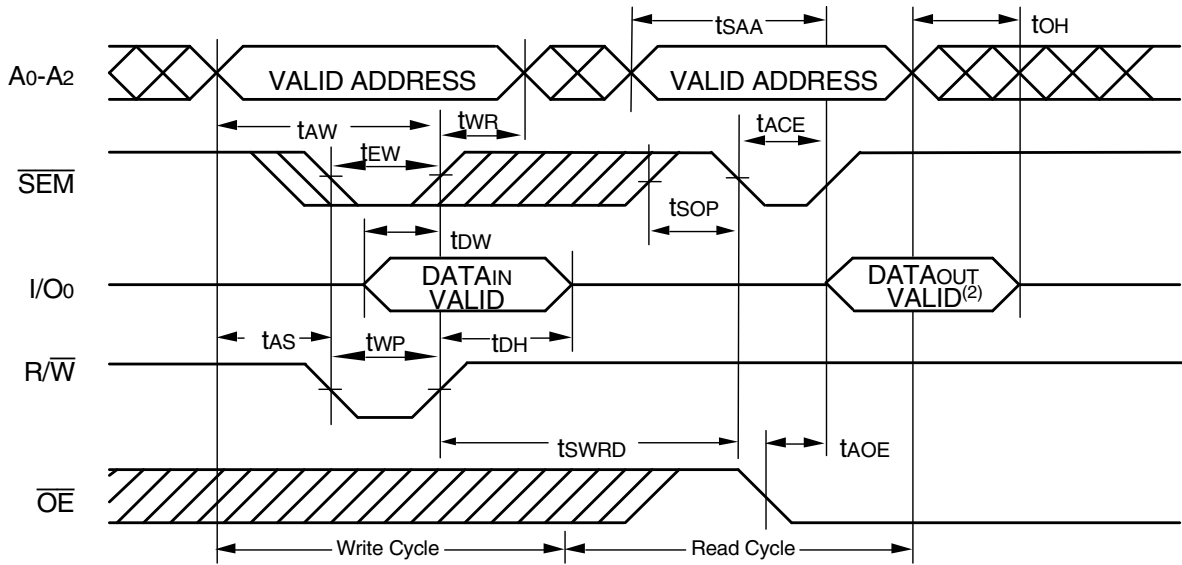 tSAA
tOH
A0-A2
VALID ADDRESS
VALID ADDRESS
tAW
tWR
tACE
tEW
SEM
tSOP
tDW
I/O0
DATAIN
VALID
DATAOUT
VALID(2)
tAS
tWP
tDH
R/W
tSWRD
tAOE
OE
Write Cycle
Read Cycle